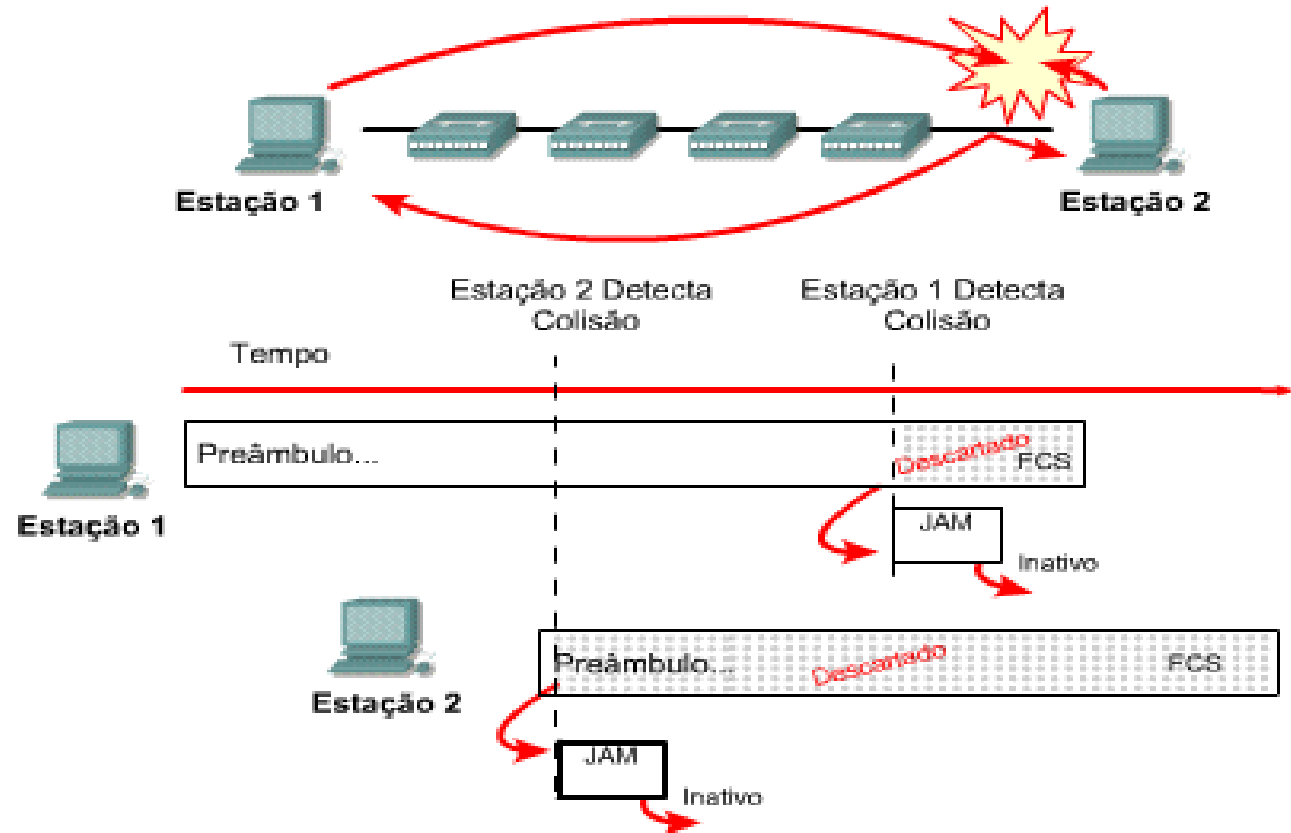 Estação 1
Estação 2
Estação 2 Detecta
Colisão
Estação 1 Detecta
Colisão
Tempo
Preâmbulo...
Descartado
FCS
Estação 1
JAM
Inativo
Preâmbulo...
Descartado
FCS
Estação 2
JAM
Inativo